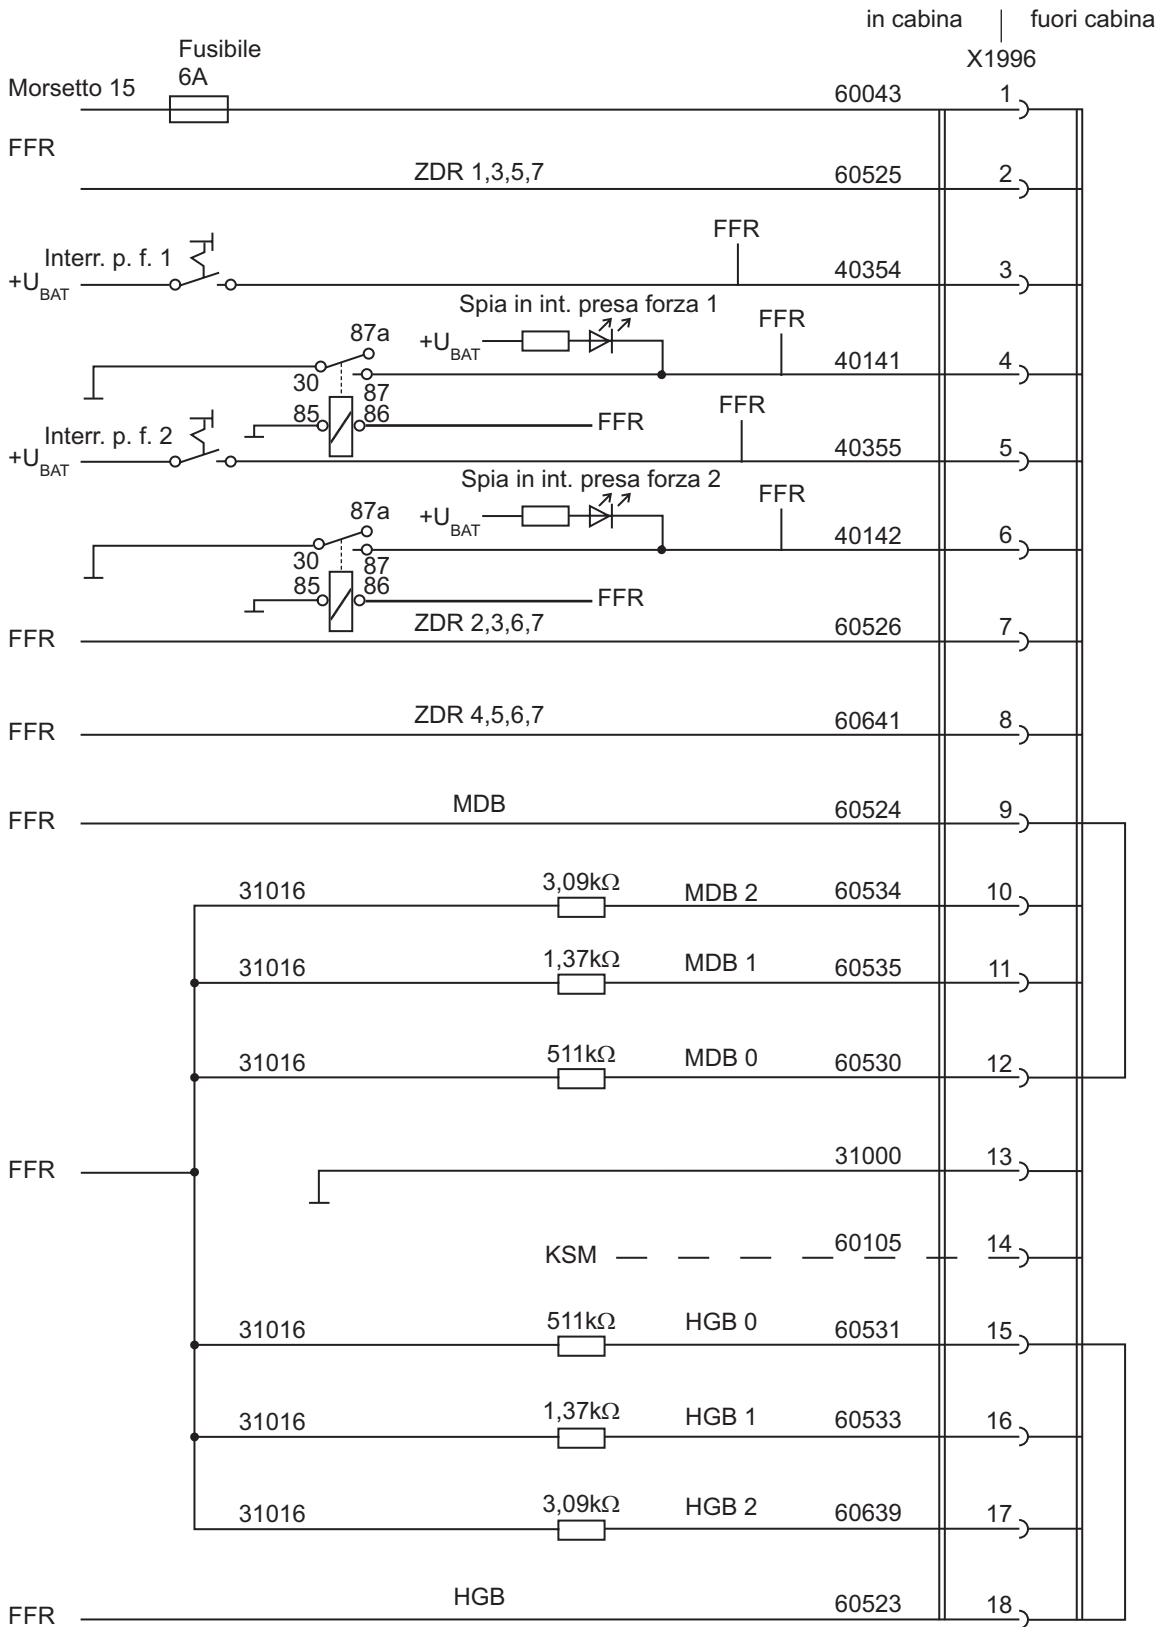 in cabina | fuori cabina
X1996
Fusibile
6A
Morsetto 15 60043 1
FFR
ZDR 1,3,5,7 60525 2
FFR
Interr. p. f. 1
+UBAT 40354 3
Spia in int. presa forza 1
87a +UBAT FFR
40141 4
30 87
85 86 FFR FFR
Interr. p. f. 2
+UBAT 40355 5
Spia in int. presa forza 2
87a +UBAT FFR
40142 6
30 87
85 86 FFR
FFR ZDR 2,3,6,7 60526 7
FFR ZDR 4,5,6,7 60641 8
FFR MDB 60524 9
31016 3,09kΩ MDB 2 60534 10
31016 1,37kΩ MDB 1 60535 11
31016 511kΩ MDB 0 60530 12
FFR 31000 13
KSM 60105 14
31016 511kΩ HGB 0 60531 15
31016 1,37kΩ HGB 1 60533 16
31016 3,09kΩ HGB 2 60639 17
FFR HGB 60523 18